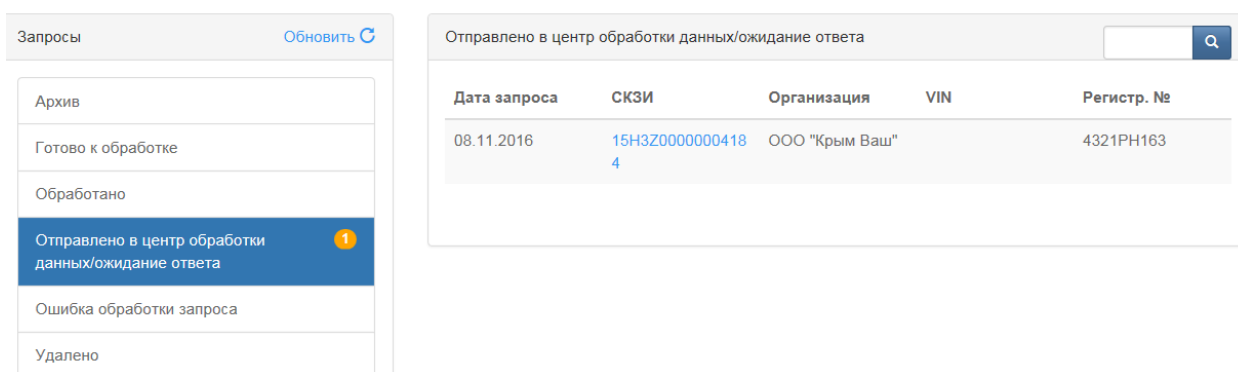 Запросы
Обновить
Архив
Готово к обработке
Обработано
Отправлено в центр обработки 1
данных/ожидание ответа
Ошибка обработки запроса
Удалено
Отправлено в центр обработки данных/ожидание ответа
Дата запроса СКЗИ Организация VIN Регистр. №
08.11.2016 15H3Z0000000418 ООО "Крым Ваш" 4321РН163
4